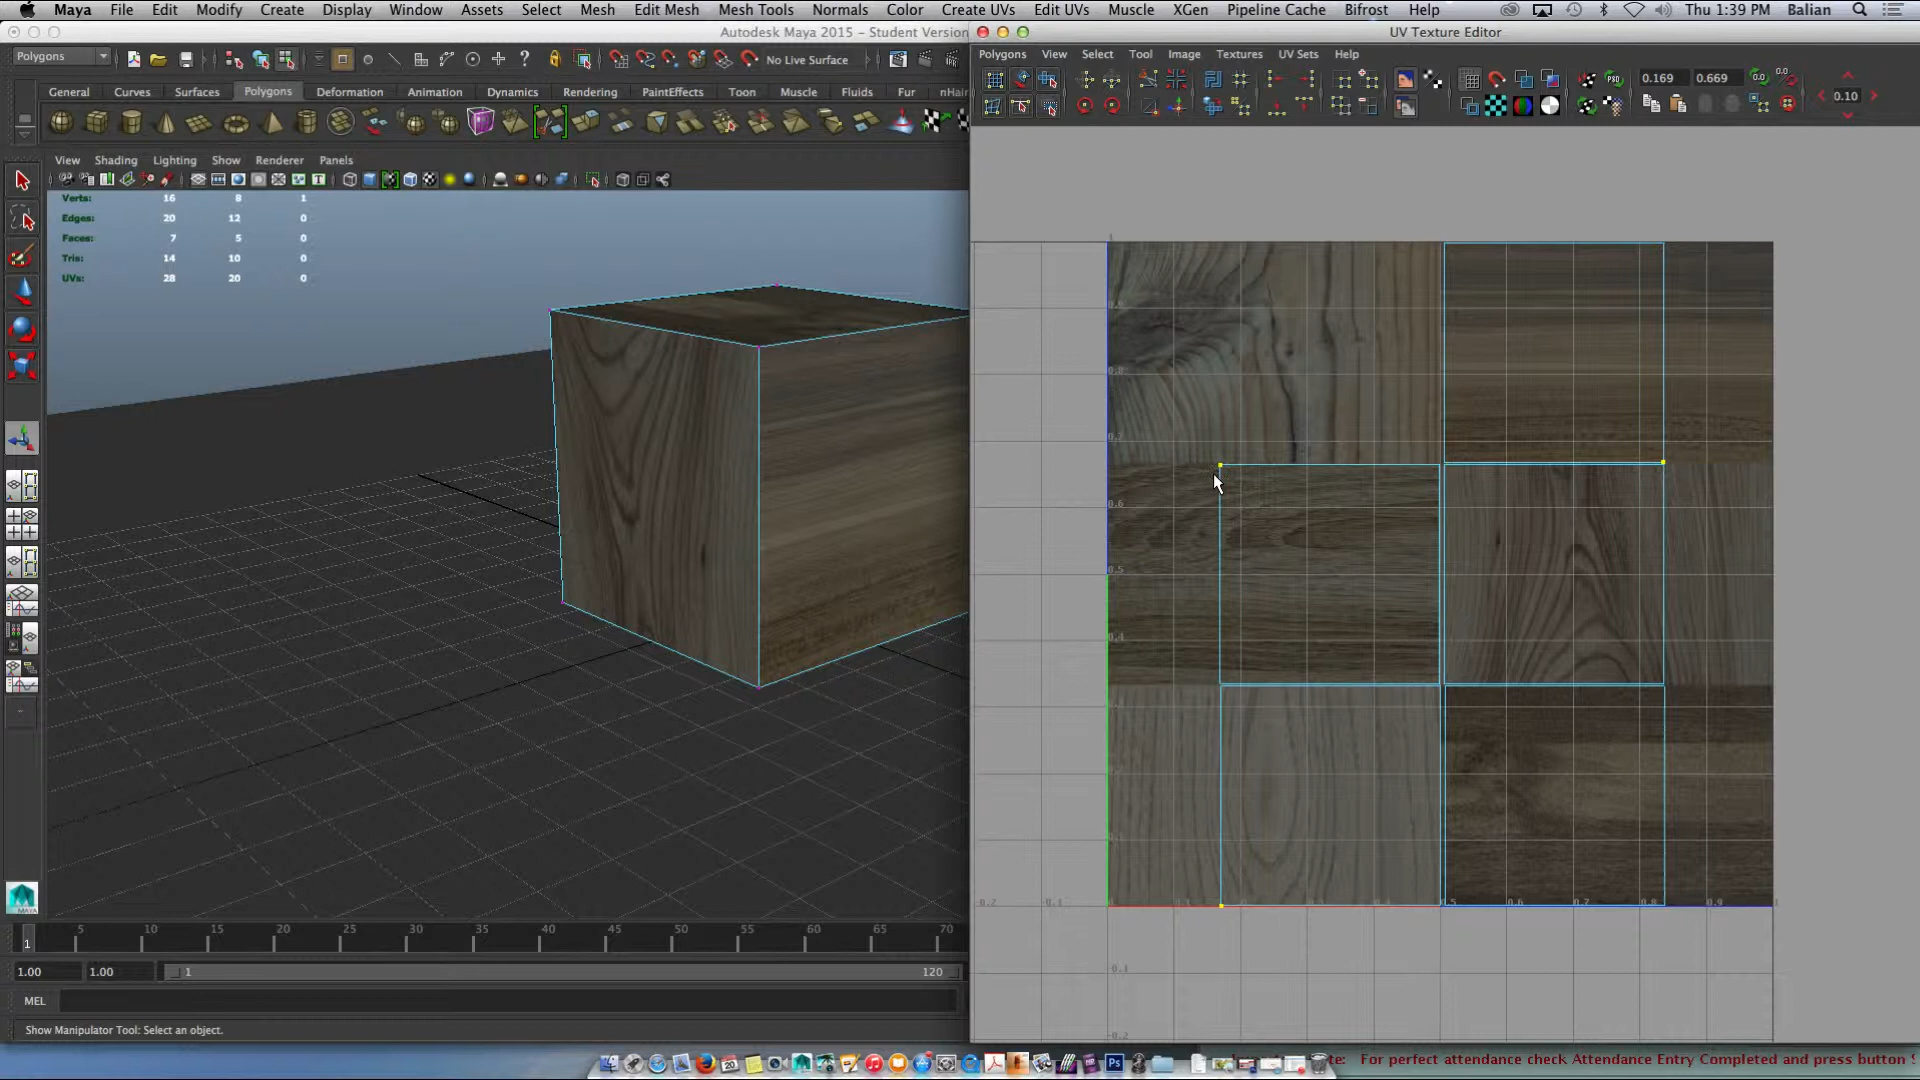 Maya File Edit Modify Create Display Window Assets Select Mesh Edit Mesh Mesh Tools Normals Color Create UVs Edit UVs Muscle XGen Pipeline Cache Bifrost Help Thu 1:39 PM Balian
Autodesk Maya 2015 - Student Version
UV Texture Editor
Polygons
No Live Surface
Polygons View Select Tool Image Textures UV Sets Help
0.169 0.669
0.10
General Curves Surfaces Polygons Deformation Animation Dynamics Rendering PaintEffects Toon Muscle Fluids Fur nHair
View Shading Lighting Show Renderer Panels
Verts: 16 8 1
Edges: 20 12 0
Faces: 7 5 0
Tris: 14 10 0
UVs: 28 20 0
1 5 10 15 20 25 30 35 40 45 50 55 60 65 70
1.00 1.00 1 120
MEL
Show Manipulator Tool: Select an object.
For perfect attendance check Attendance Entry Completed and press button